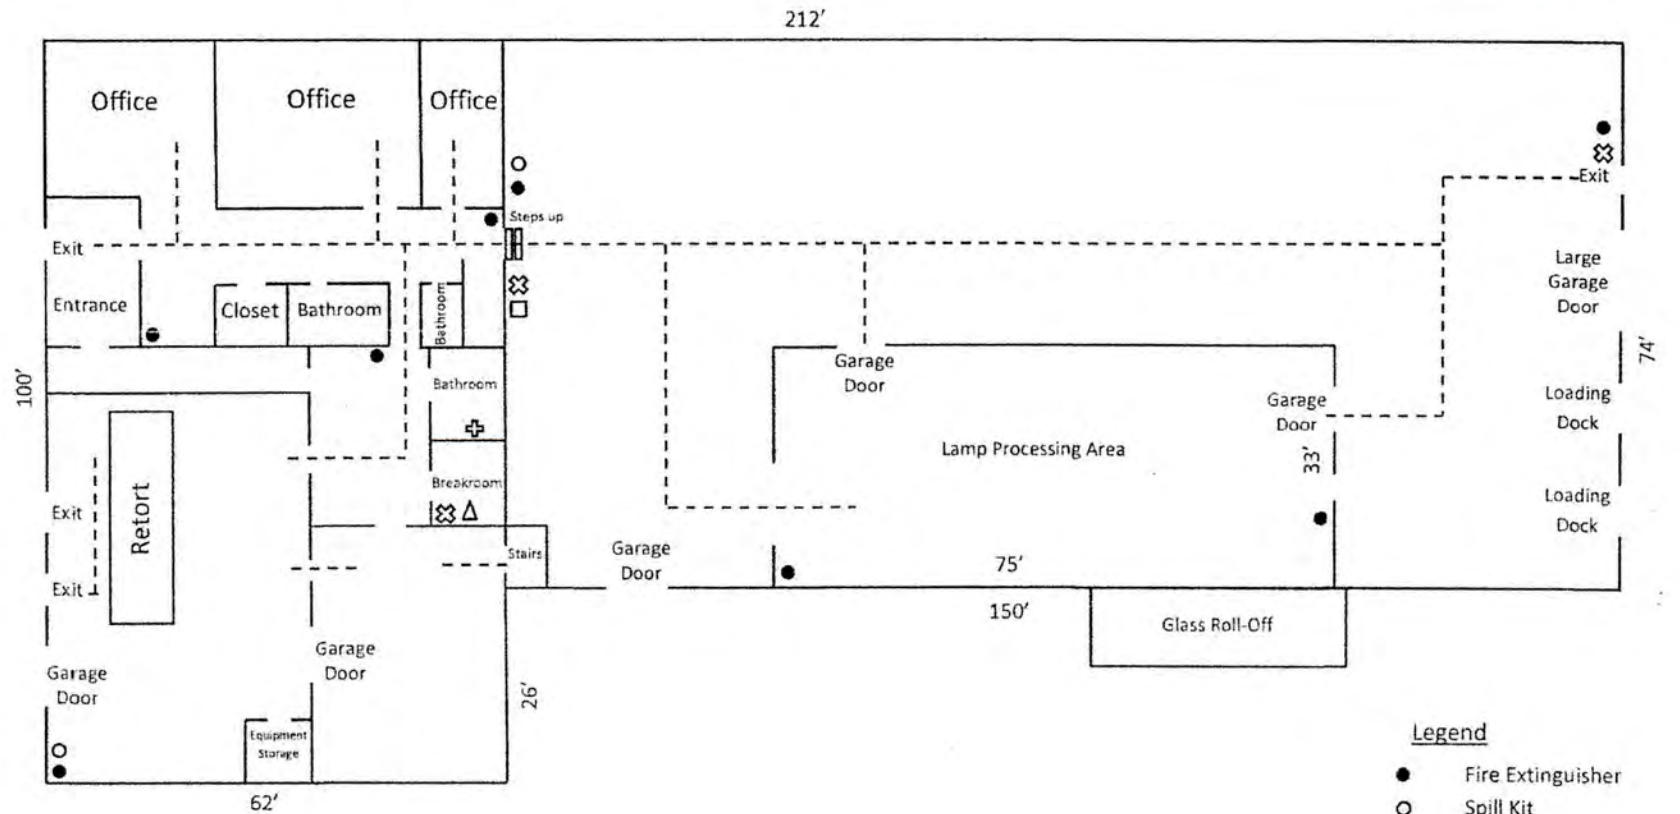 212'
Office
Office
Office
Exit
Steps up
Exit
Entrance
Closet
Bathroom
Bathroom
Large
Garage
Door
100'
74'
Garage
Door
Bathroom
Garage
Door
Loading
Dock
Lamp Processing Area
33'
Retort
Breakroom
Exit
Loading
Dock
Stairs
Garage
Door
75'
Exit
150'
Glass Roll-Off
Garage
Door
Garage
Door
26'
Equipment
Storage
62'
Legend
Fire Extinguisher
Spill Kit